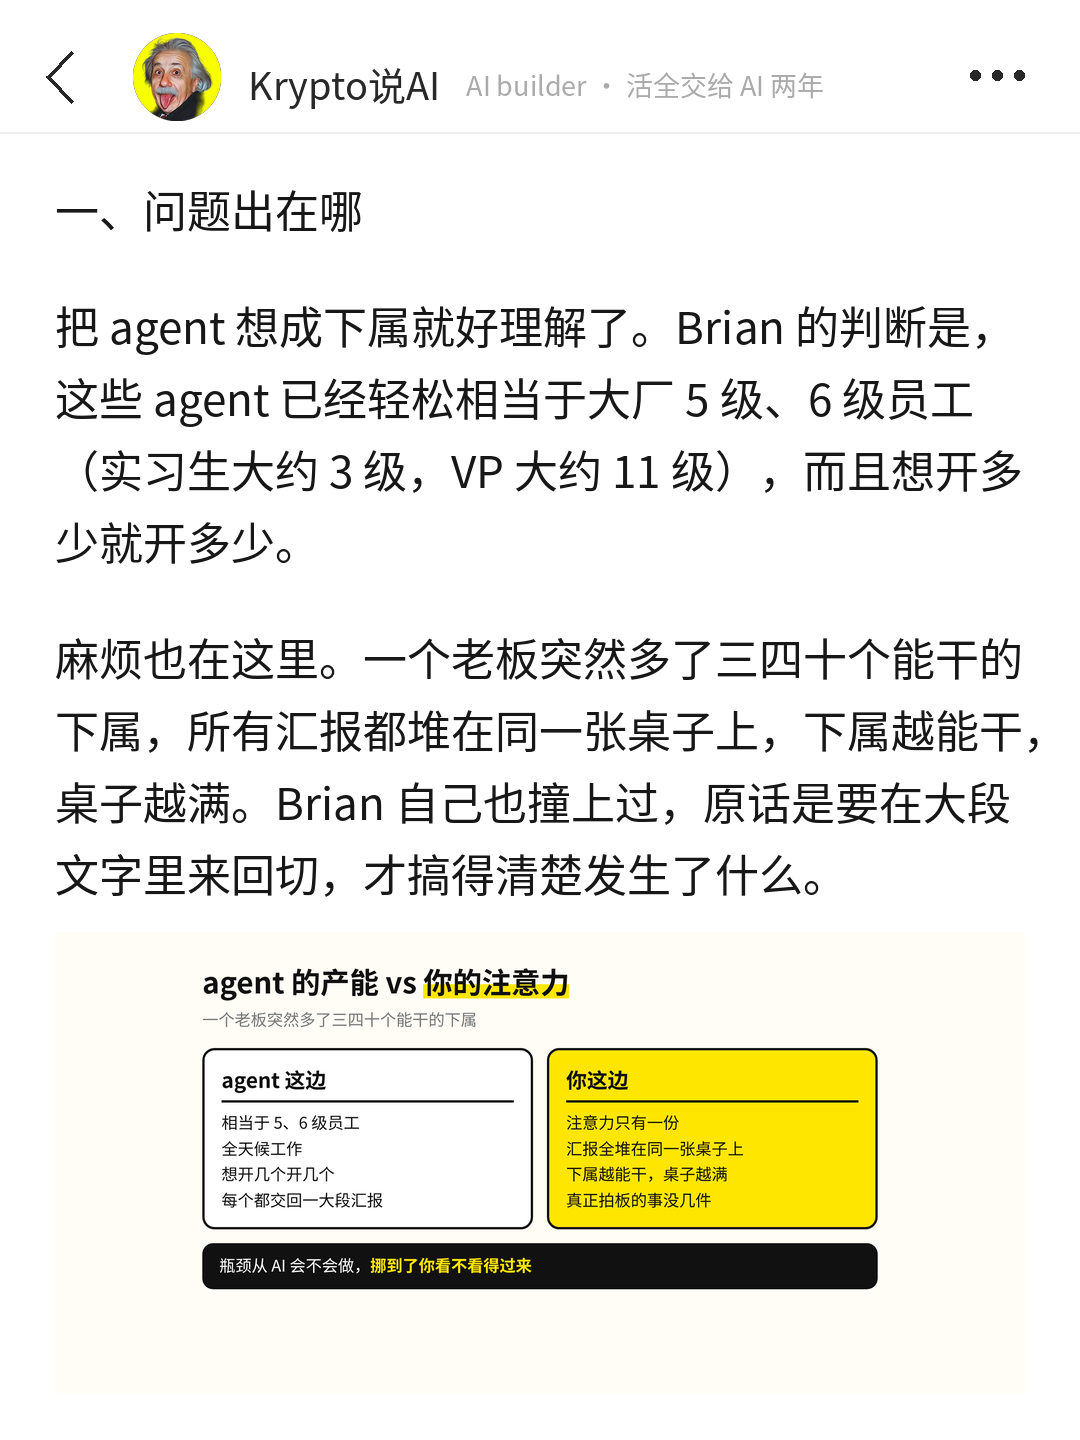 Krypto说AI AI builder · 活全交给 AI 两年
一、问题出在哪
把 agent 想成下属就好理解了。Brian 的判断是，
这些 agent 已经轻松相当于大厂 5 级、6 级员工
（实习生大约 3 级，VP 大约 11 级），而且想开多
少就开多少。
麻烦也在这里。一个老板突然多了三四十个能干的
下属，所有汇报都堆在同一张桌子上，下属越能干，
桌子越满。Brian 自己也撞上过，原话是要在大段
文字里来回切，才搞得清楚发生了什么。
agent 的产能 vs 你的注意力
一个老板突然多了三四十个能干的下属
agent 这边
相当于 5、6 级员工
全天候工作
想开几个开几个
每个都交回一大段汇报
你这边
注意力只有一份
汇报全堆在同一张桌子上
下属越能干，桌子越满
真正拍板的事没几件
瓶颈从 AI 会不会做，挪到了你看不看得过来